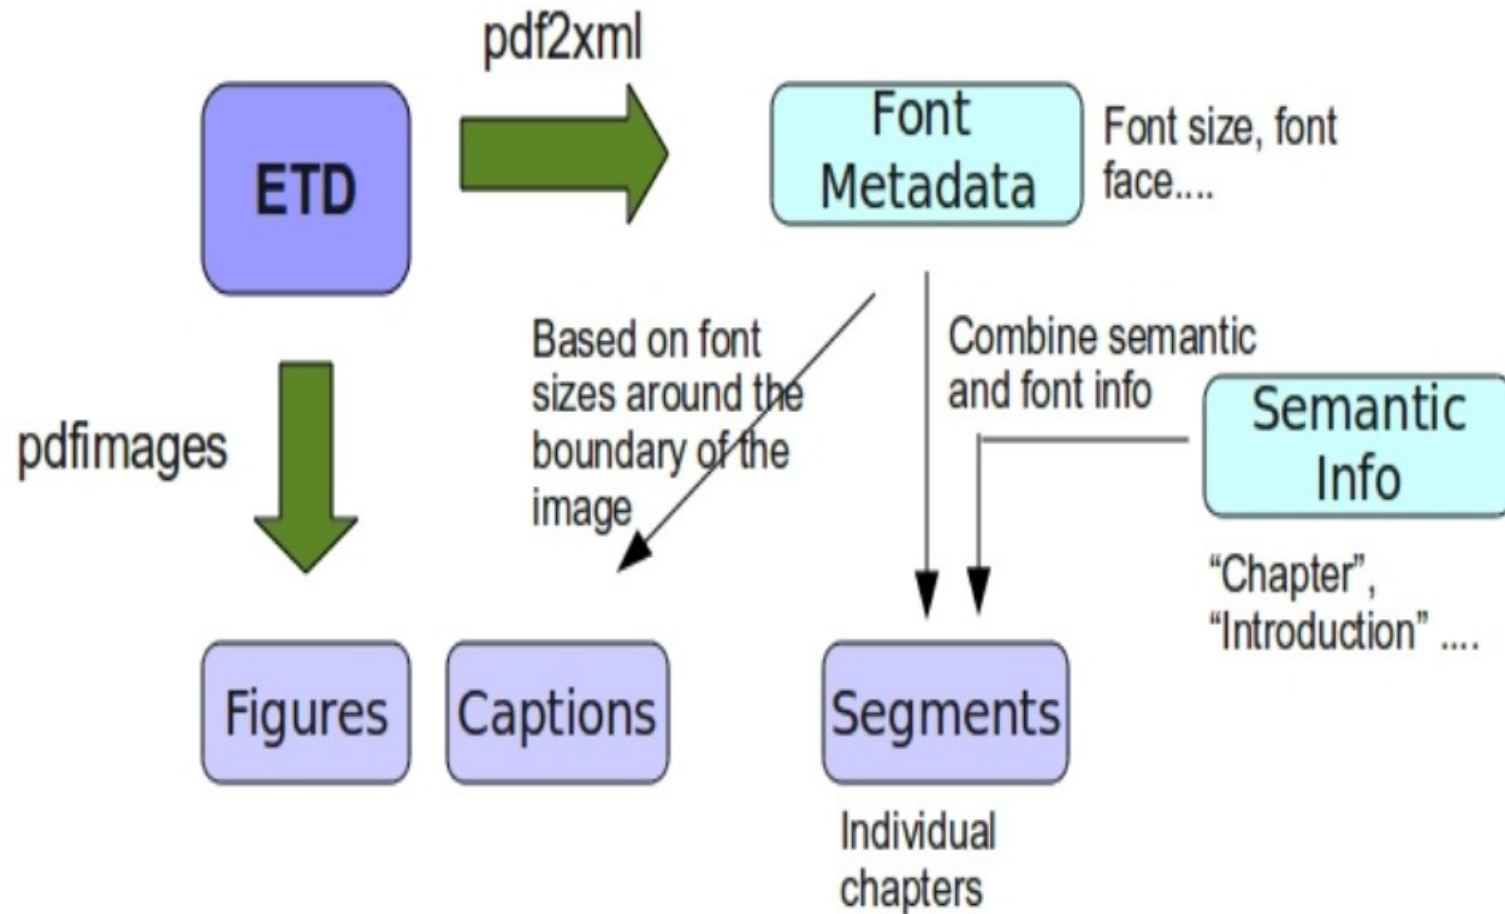 pdf2xml
ETD
Font
Metadata
Font size, font
face....
Based on font
sizes around the
boundary of the
image
Combine semantic
and font info
pdfimages
Semantic
Info
“Chapter”,
“Introduction” ....
Figures
Captions
Segments
Individual
chapters